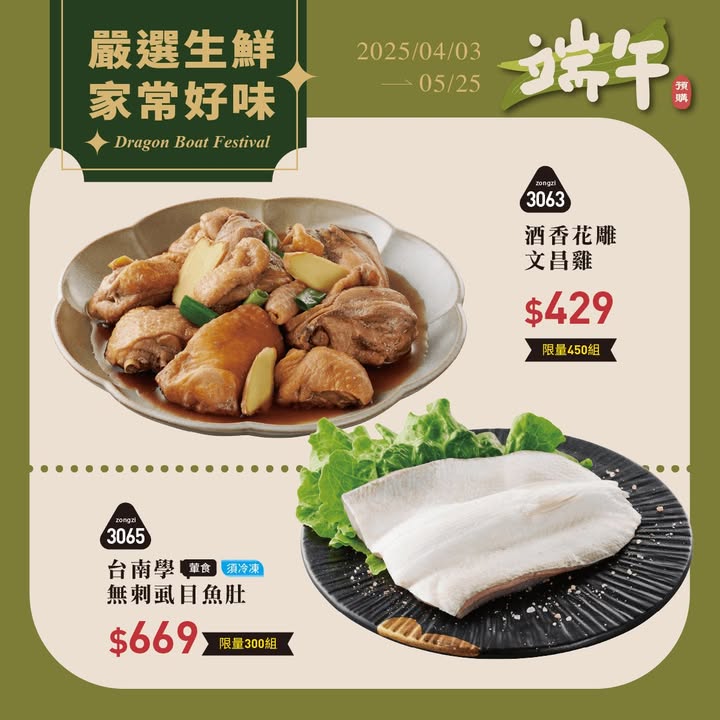 嚴選生鮮
家常好味
Dragon Boat Festival
2025/04/03
05/25
端午
預購
zongzi
3063
酒香花雕
文昌雞
$429
限量450組
zongzi
3065
台南學 葷食 須冷凍
無刺虱目魚肚
$669 限量300組